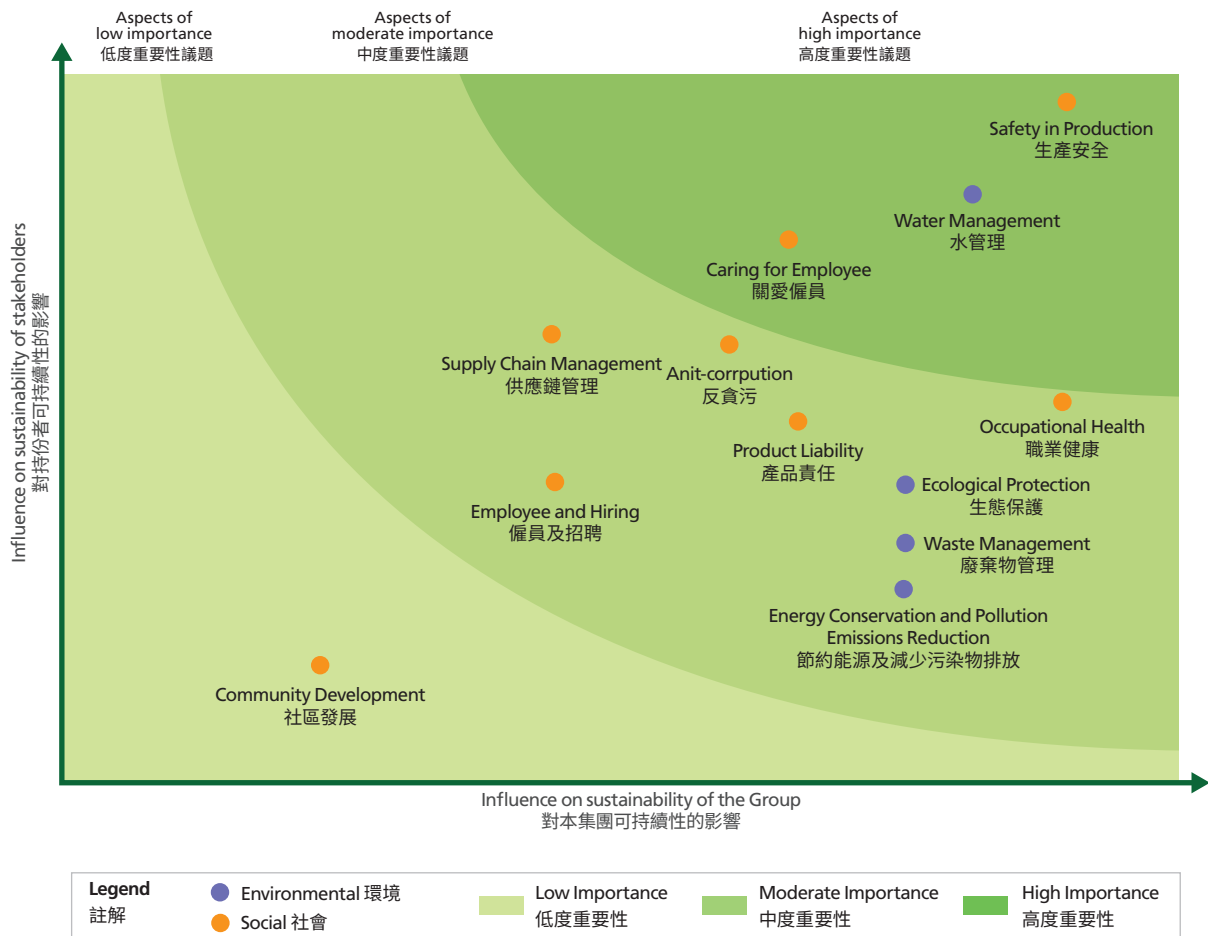 Aspects of
low importance
低度重要性議題
Aspects of
moderate importance
中度重要性議題
Aspects of
high importance
高度重要性議題
Influence on sustainability of stakeholders
對持份者可持續性的影響
Safety in Production
生產安全
Water Management
水管理
Caring for Employee
關愛僱員
Supply Chain Management
供應鏈管理
Anit-corrpution
反貪污
Occupational Health
職業健康
Product Liability
產品責任
Ecological Protection
生態保護
Employee and Hiring
僱員及招聘
Waste Management
廢棄物管理
Energy Conservation and Pollution
Emissions Reduction
節約能源及減少污染物排放
Community Development
社區發展
Influence on sustainability of the Group
對本集團可持續性的影響
Legend
註解
Environmental 環境
Social 社會
Low Importance
低度重要性
Moderate Importance
中度重要性
High Importance
高度重要性